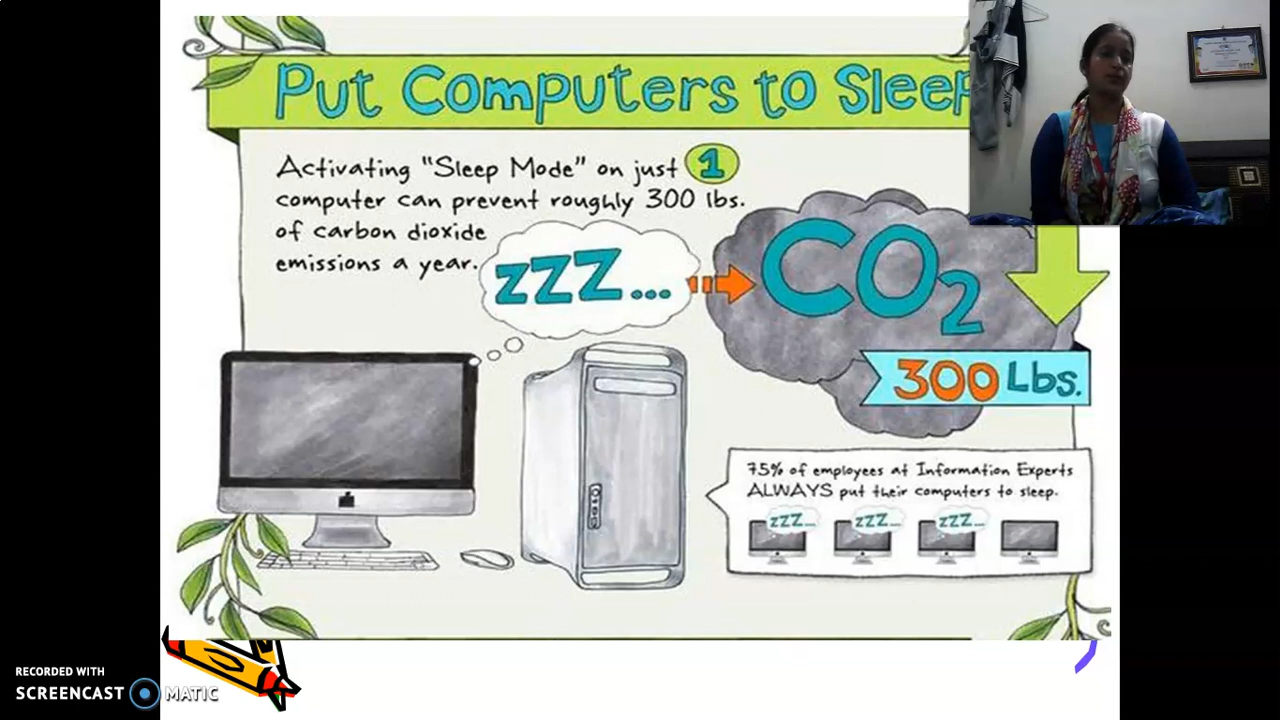 Put Computers to Sleep
Activating "Sleep Mode" on just 1
computer can prevent roughly 300 lbs.
of carbon dioxide
emissions a year.
ZZZ...
CO2
300 Lbs.
75% of employees at Information Experts
ALWAYS put their computers to sleep.
ZZZ... ZZZ... ZZZ...
RECORDED WITH
SCREENCAST MATIC